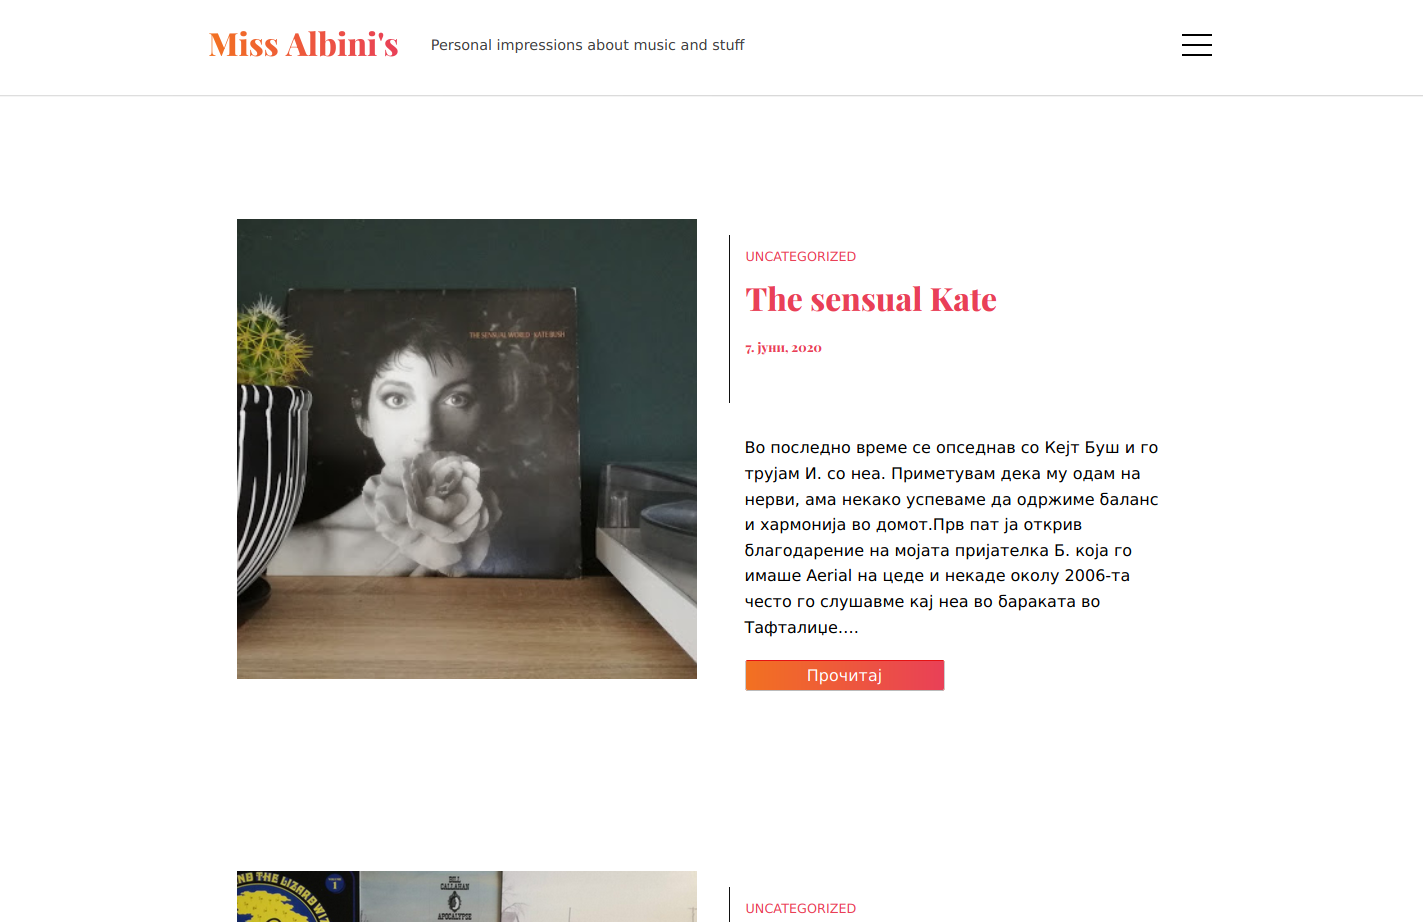 Miss Albini's
Personal impressions about music and stuff
UNCATEGORIZED
The sensual Kate
7. јуни, 2020
THE SENSUAL WORLD KATE BUSH
Во последно време се опседнав со Кејт Буш и го
трујам И. со неа. Приметувам дека му одам на
нерви, ама некако успеваме да одржиме баланс
и хармонија во домот.Прв пат ја открив
благодарение на мојата пријателка Б. која го
имаше Aerial на цеде и некаде околу 2006-та
често го слушавме кај неа во бараката во
Тафталиџе….
Прочитај
ND THE LIZARD WIZ
1
BILL
CALLAHAN
APOCALYPSE
UNCATEGORIZED